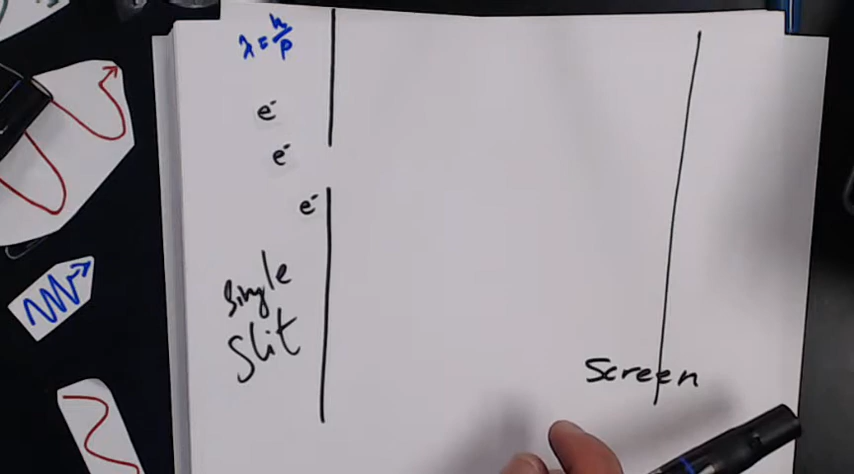 λ = h/p
e⁻
e⁻
e⁻
Single
Slit
Screen